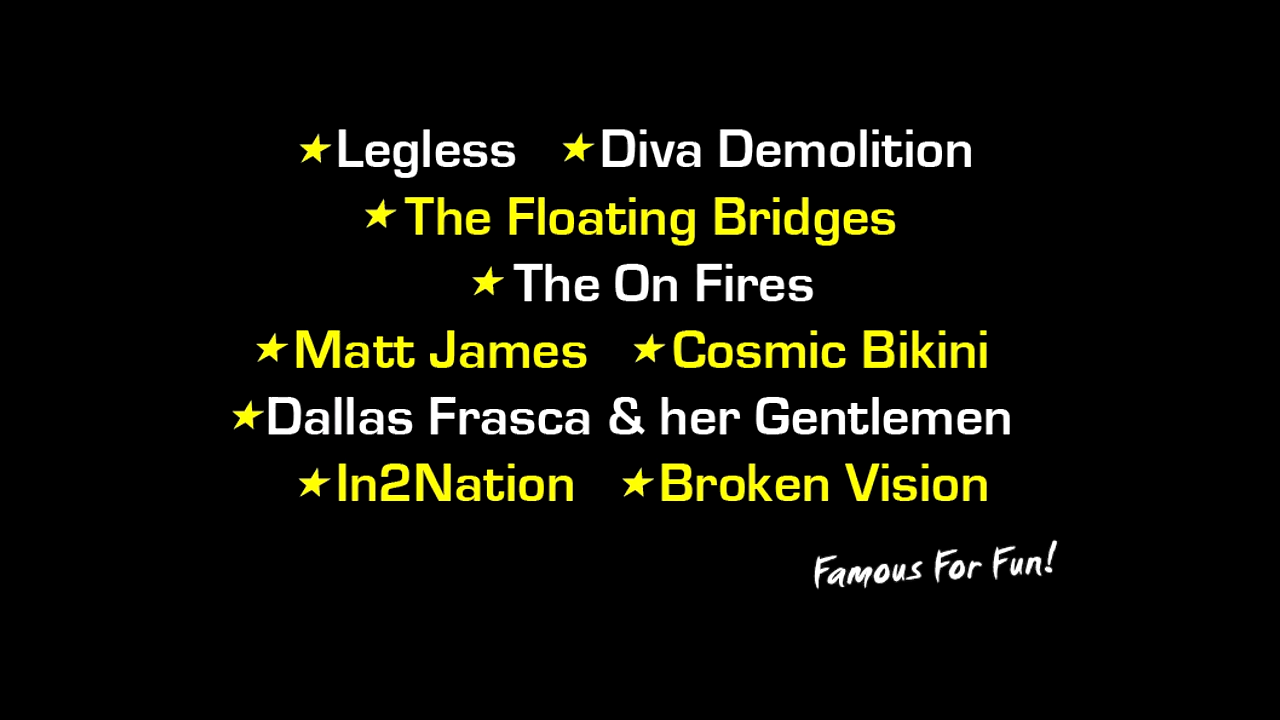 ★Legless ★Diva Demolition
★The Floating Bridges
★The On Fires
★Matt James ★Cosmic Bikini
★Dallas Frasca & her Gentlemen
★In2Nation ★Broken Vision
Famous For Fun!